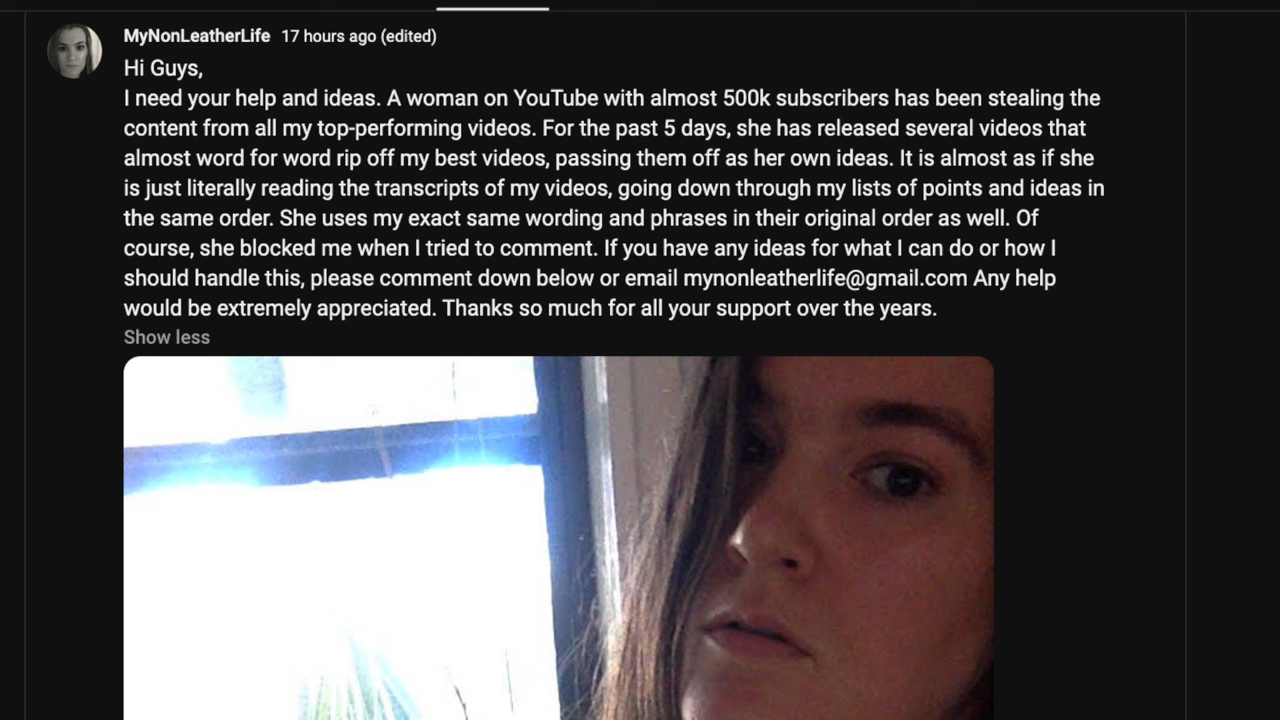 MyNonLeatherLife 17 hours ago (edited)
Hi Guys,
I need your help and ideas. A woman on YouTube with almost 500k subscribers has been stealing the
content from all my top-performing videos. For the past 5 days, she has released several videos that
almost word for word rip off my best videos, passing them off as her own ideas. It is almost as if she
is just literally reading the transcripts of my videos, going down through my lists of points and ideas in
the same order. She uses my exact same wording and phrases in their original order as well. Of
course, she blocked me when I tried to comment. If you have any ideas for what I can do or how I
should handle this, please comment down below or email mynonleatherlife@gmail.com Any help
would be extremely appreciated. Thanks so much for all your support over the years.
Show less